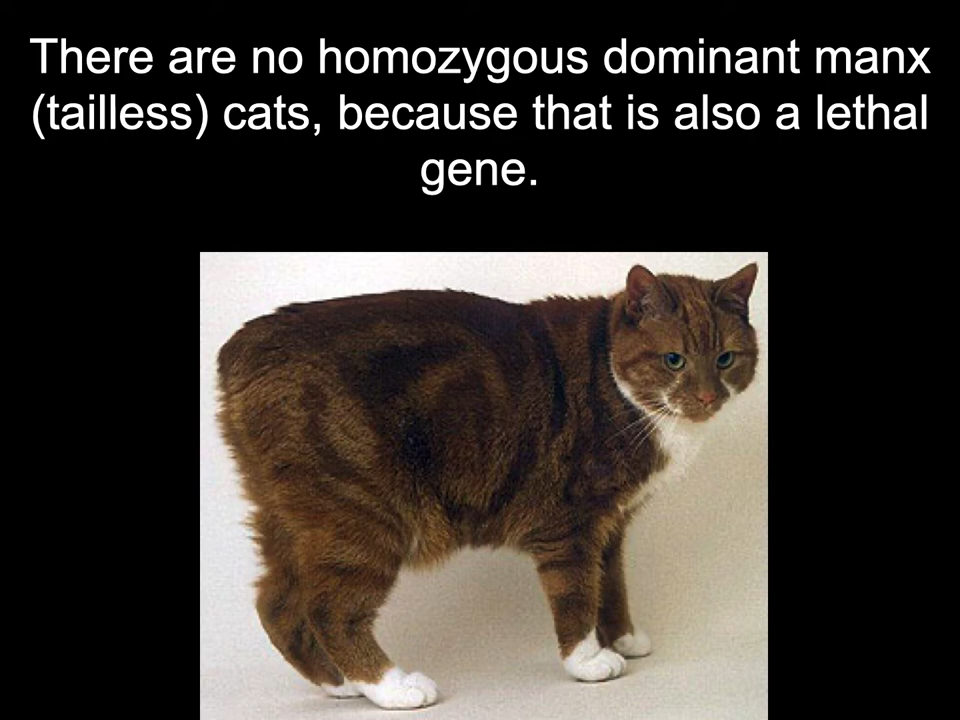 There are no homozygous dominant manx
(tailless) cats, because that is also a lethal
gene.